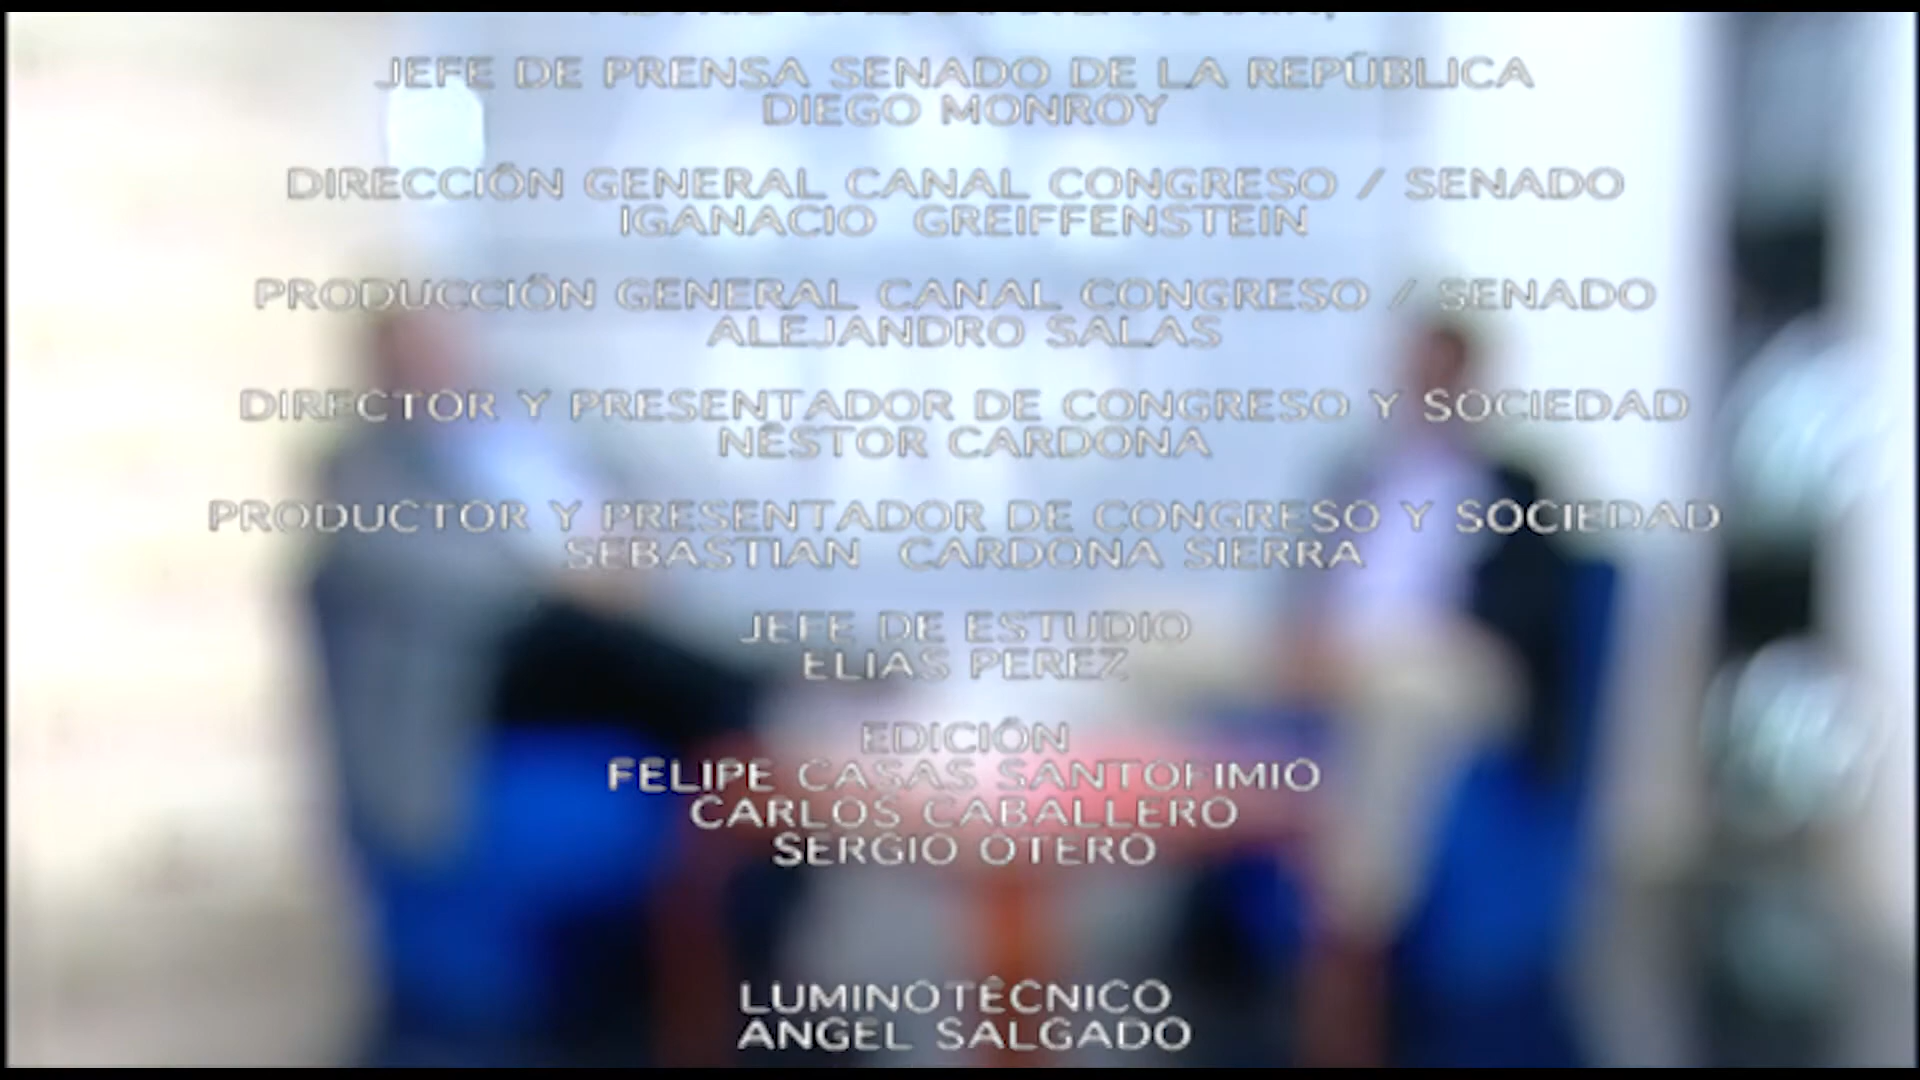 JEFE DE PRENSA SENADO DE LA REPÚBLICA
DIEGO MONROY
DIRECCIÓN GENERAL CANAL CONGRESO / SENADO
IGANACIO GREIFFENSTEIN
PRODUCCIÓN GENERAL CANAL CONGRESO / SENADO
ALEJANDRO SALAS
DIRECTOR Y PRESENTADOR DE CONGRESO Y SOCIEDAD
NÉSTOR CARDONA
PRODUCTOR Y PRESENTADOR DE CONGRESO Y SOCIEDAD
SEBASTIAN CARDONA SIERRA
JEFE DE ESTUDIO
ELIAS PEREZ
EDICIÓN
FELIPE CASAS SANTOFIMIO
CARLOS CABALLERO
SERGIO OTERO
LUMINOTÉCNICO
ANGEL SALGADO